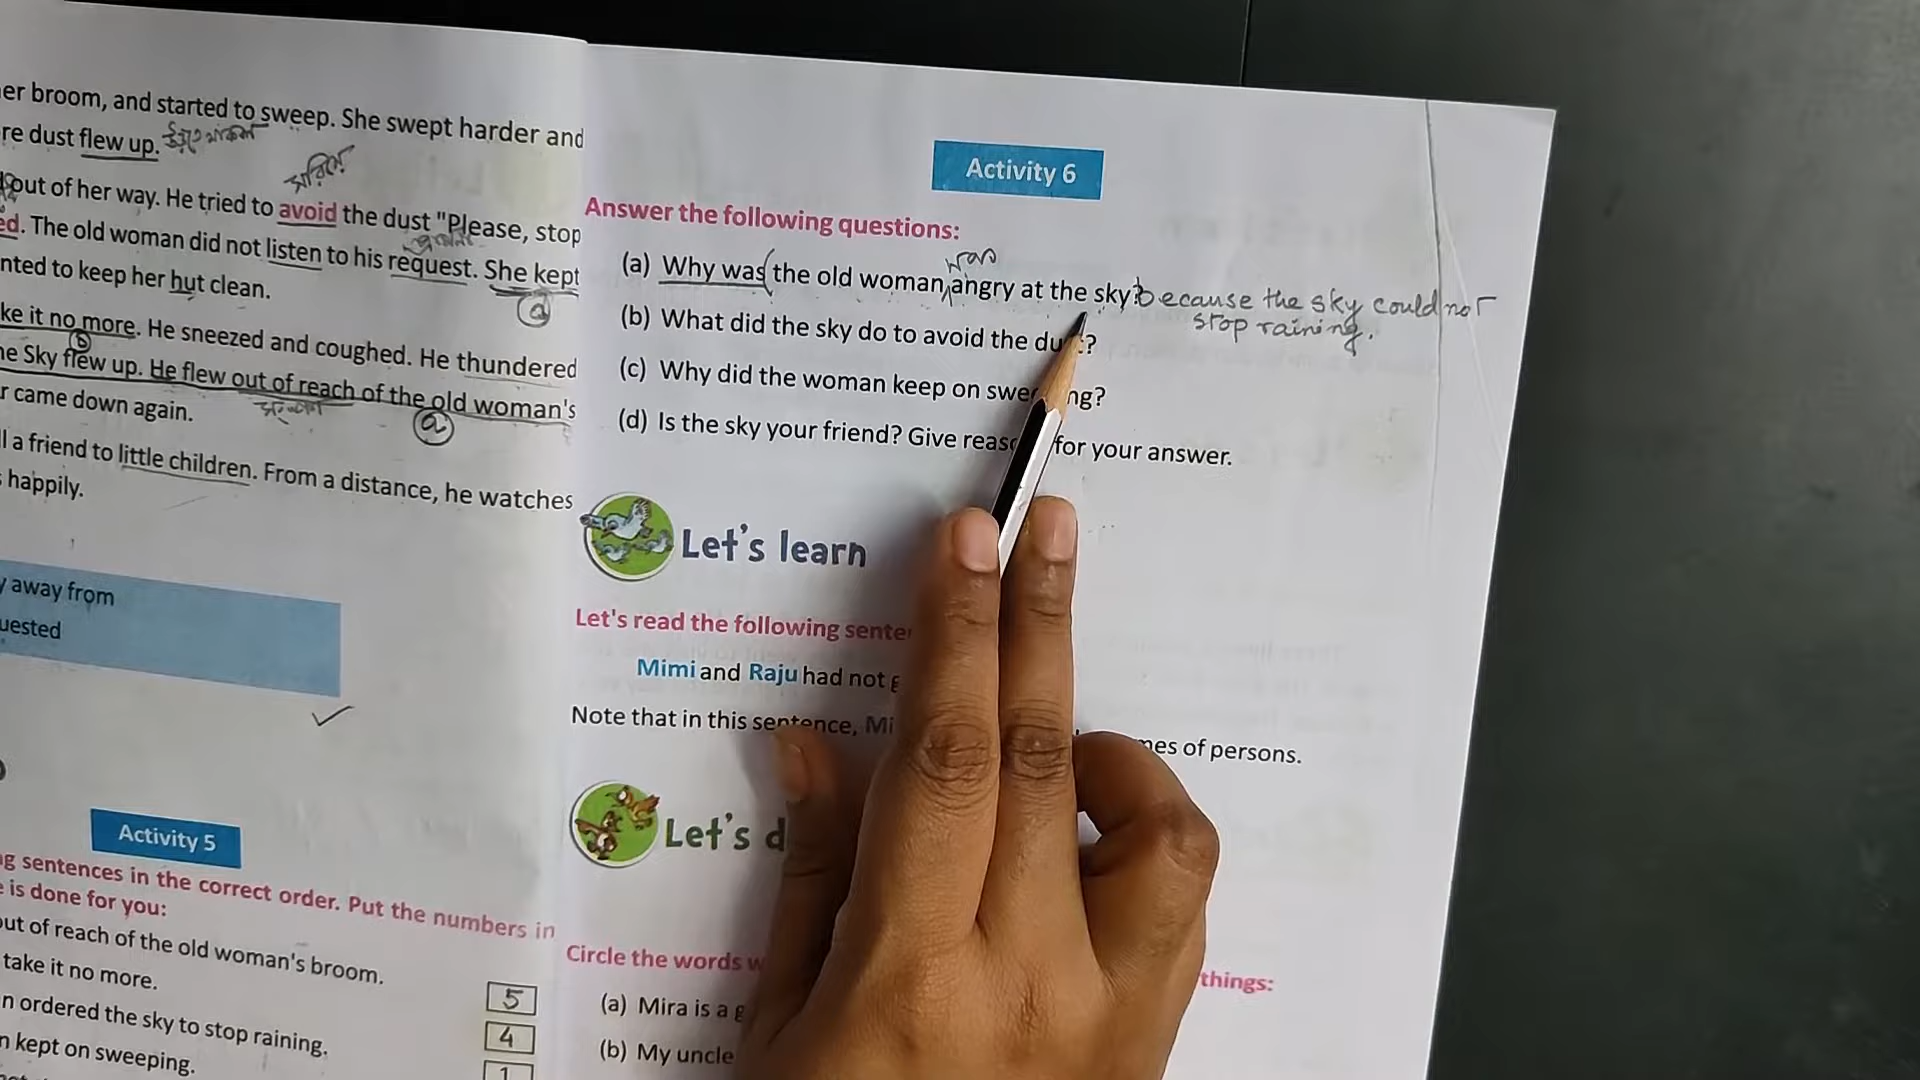 er broom, and started to sweep. She swept harder and
re dust flew up.
out of her way. He tried to avoid the dust "Please, stop
ed. The old woman did not listen to his request. She kept
nted to keep her hut clean.
a
ke it no more. He sneezed and coughed. He thundered
b
he Sky flew up. He flew out of reach of the old woman's
r came down again.
a
ll a friend to little children. From a distance, he watches
s happily.
y away from
uested
Activity 5
ng sentences in the correct order. Put the numbers in
e is done for you:
out of reach of the old woman's broom.
take it no more. 5
n ordered the sky to stop raining. 4
n kept on sweeping. 1
Activity 6
Answer the following questions:
was
(a) Why was the old woman angry at the sky? because the sky could not
stop raining.
(b) What did the sky do to avoid the du t?
(c) Why did the woman keep on swe ng?
(d) Is the sky your friend? Give reaso for your answer.
Let's learn
Let's read the following sente
Mimi and Raju had not g
Note that in this sentence, Mi mes of persons.
Let's d
Circle the words w things:
(a) Mira is a g
(b) My uncle